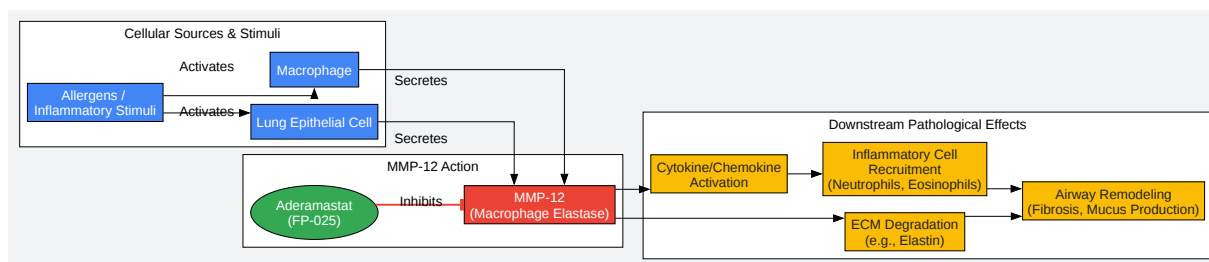 Cellular Sources & Stimuli
Activates
Macrophage
Secretes
Allergens /
Inflammatory Stimuli
Activates
Lung Epithelial Cell
Secretes
MMP-12 Action
Aderamastat
(FP-025)
Inhibits
MMP-12
(Macrophage Elastase)
Downstream Pathological Effects
Cytokine/Chemokine
Activation
Inflammatory Cell
Recruitment
(Neutrophils, Eosinophils)
ECM Degradation
(e.g., Elastin)
Airway Remodeling
(Fibrosis, Mucus Production)